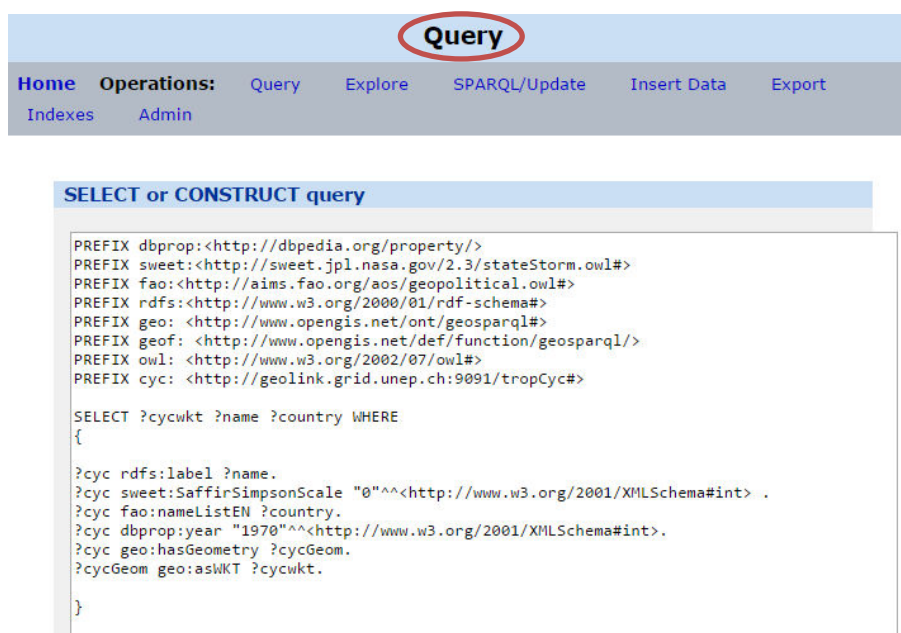 Query
Home Operations: Query Explore SPARQL/Update Insert Data Export
Indexes Admin
SELECT or CONSTRUCT query
PREFIX dbprop:<http://dbpedia.org/property/>
PREFIX sweet:<http://sweet.jpl.nasa.gov/2.3/stateStorm.owl#>
PREFIX fao:<http://aims.fao.org/aos/geopolitical.owl#>
PREFIX rdfs:<http://www.w3.org/2000/01/rdf-schema#>
PREFIX geo: <http://www.opengis.net/ont/geosparql#>
PREFIX geof: <http://www.opengis.net/def/function/geosparql/>
PREFIX owl: <http://www.w3.org/2002/07/owl#>
PREFIX cyc: <http://geolink.grid.unep.ch:9091/tropCyc#>
SELECT ?cycwkt ?name ?country WHERE
{
?cyc rdfs:label ?name.
?cyc sweet:SaffirSimpsonScale "0"^^<http://www.w3.org/2001/XMLSchema#int> .
?cyc fao:nameListEN ?country.
?cyc dbprop:year "1970"^^<http://www.w3.org/2001/XMLSchema#int>.
?cyc geo:hasGeometry ?cycGeom.
?cycGeom geo:asWKT ?cycwkt.
}